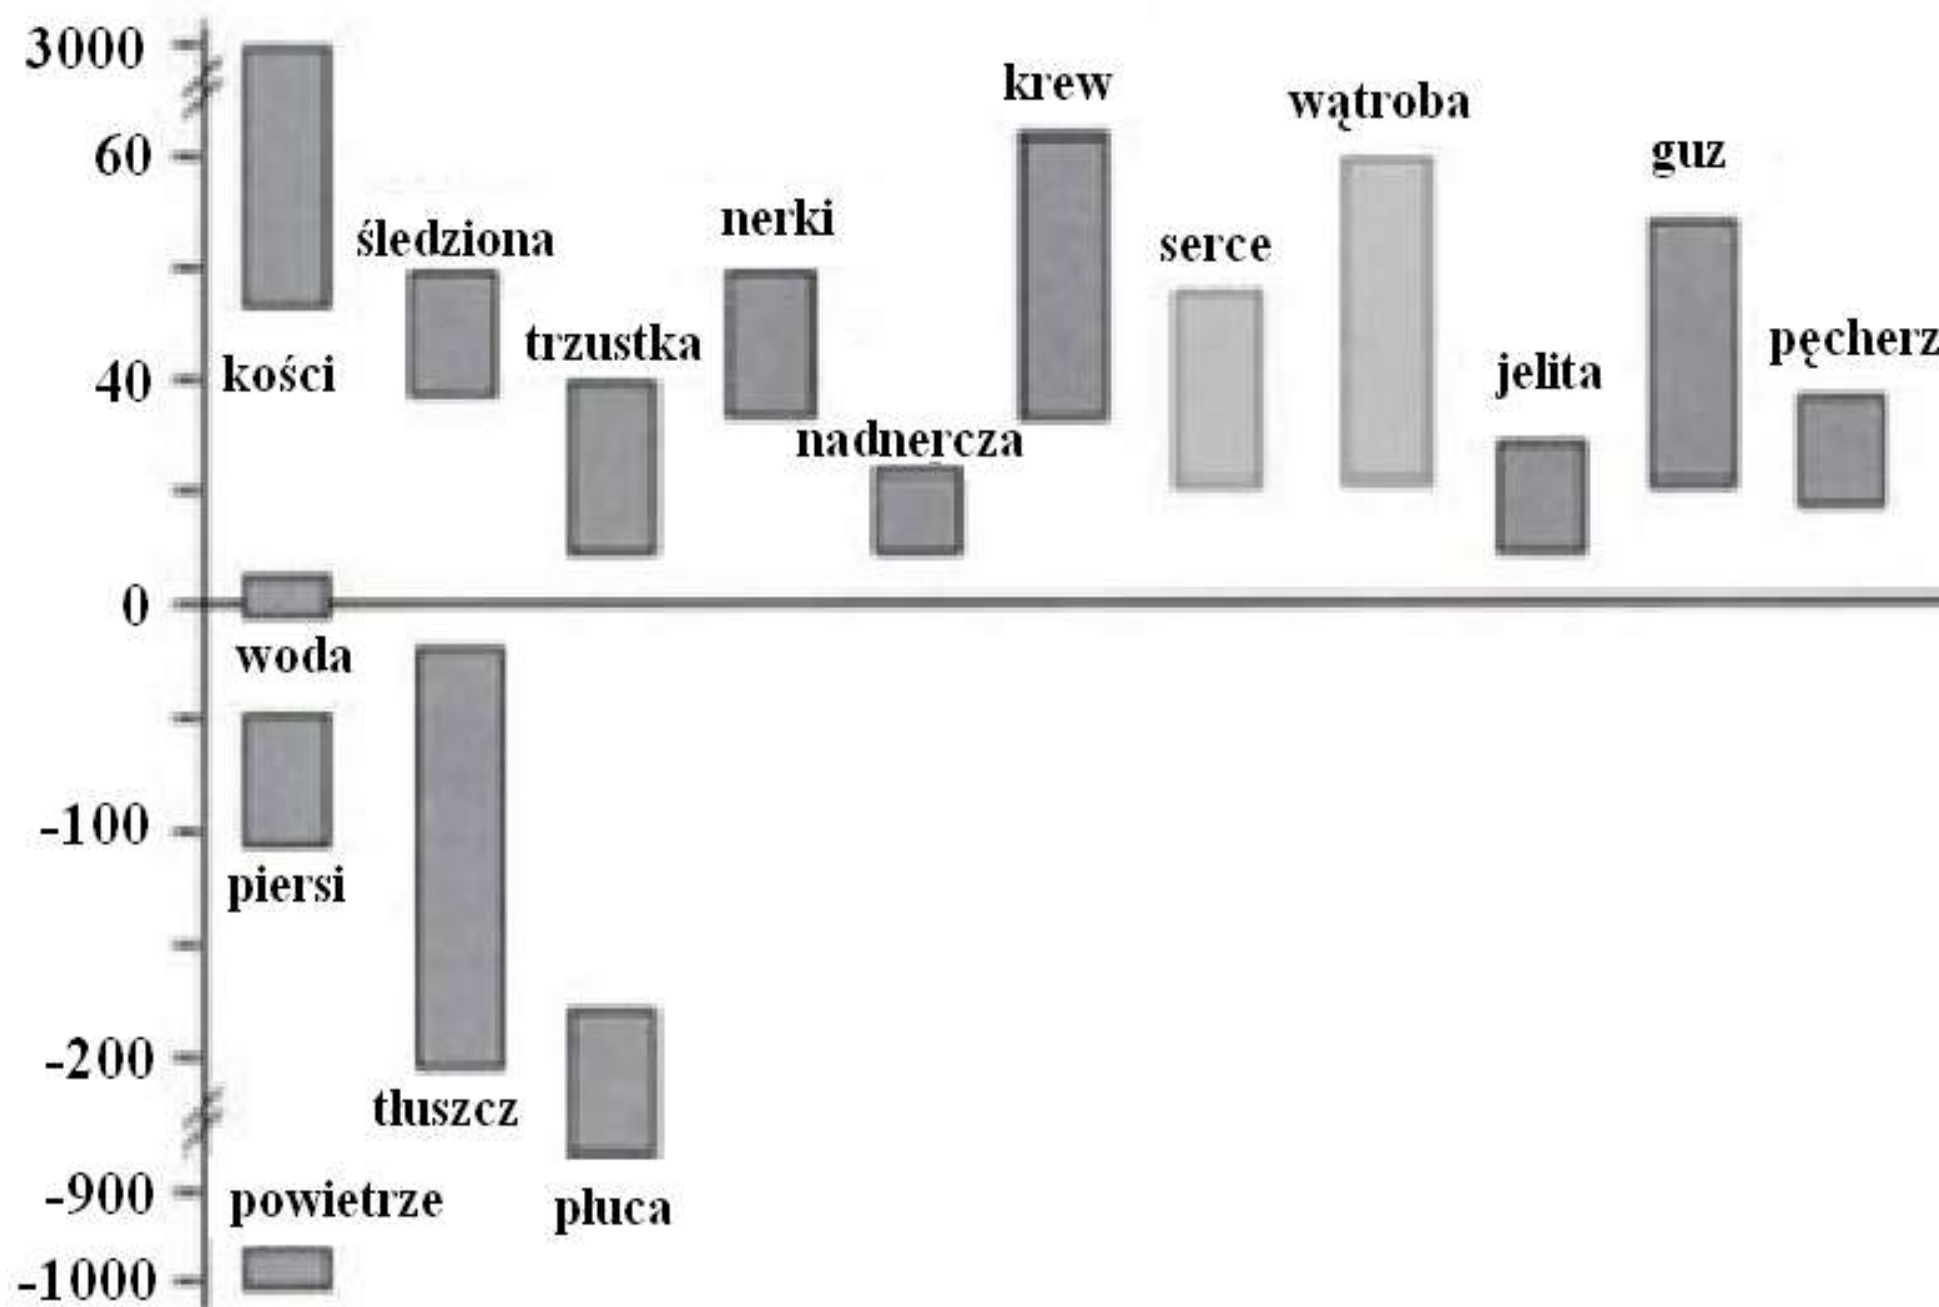 3000
60
40
0
-100
-200
-900
-1000
kości
śledziona
trzustka
nerki
nadnercza
krew
serce
wątroba
jelita
guz
pęcherz
woda
piersi
tłuszcz
płuca
powietrze